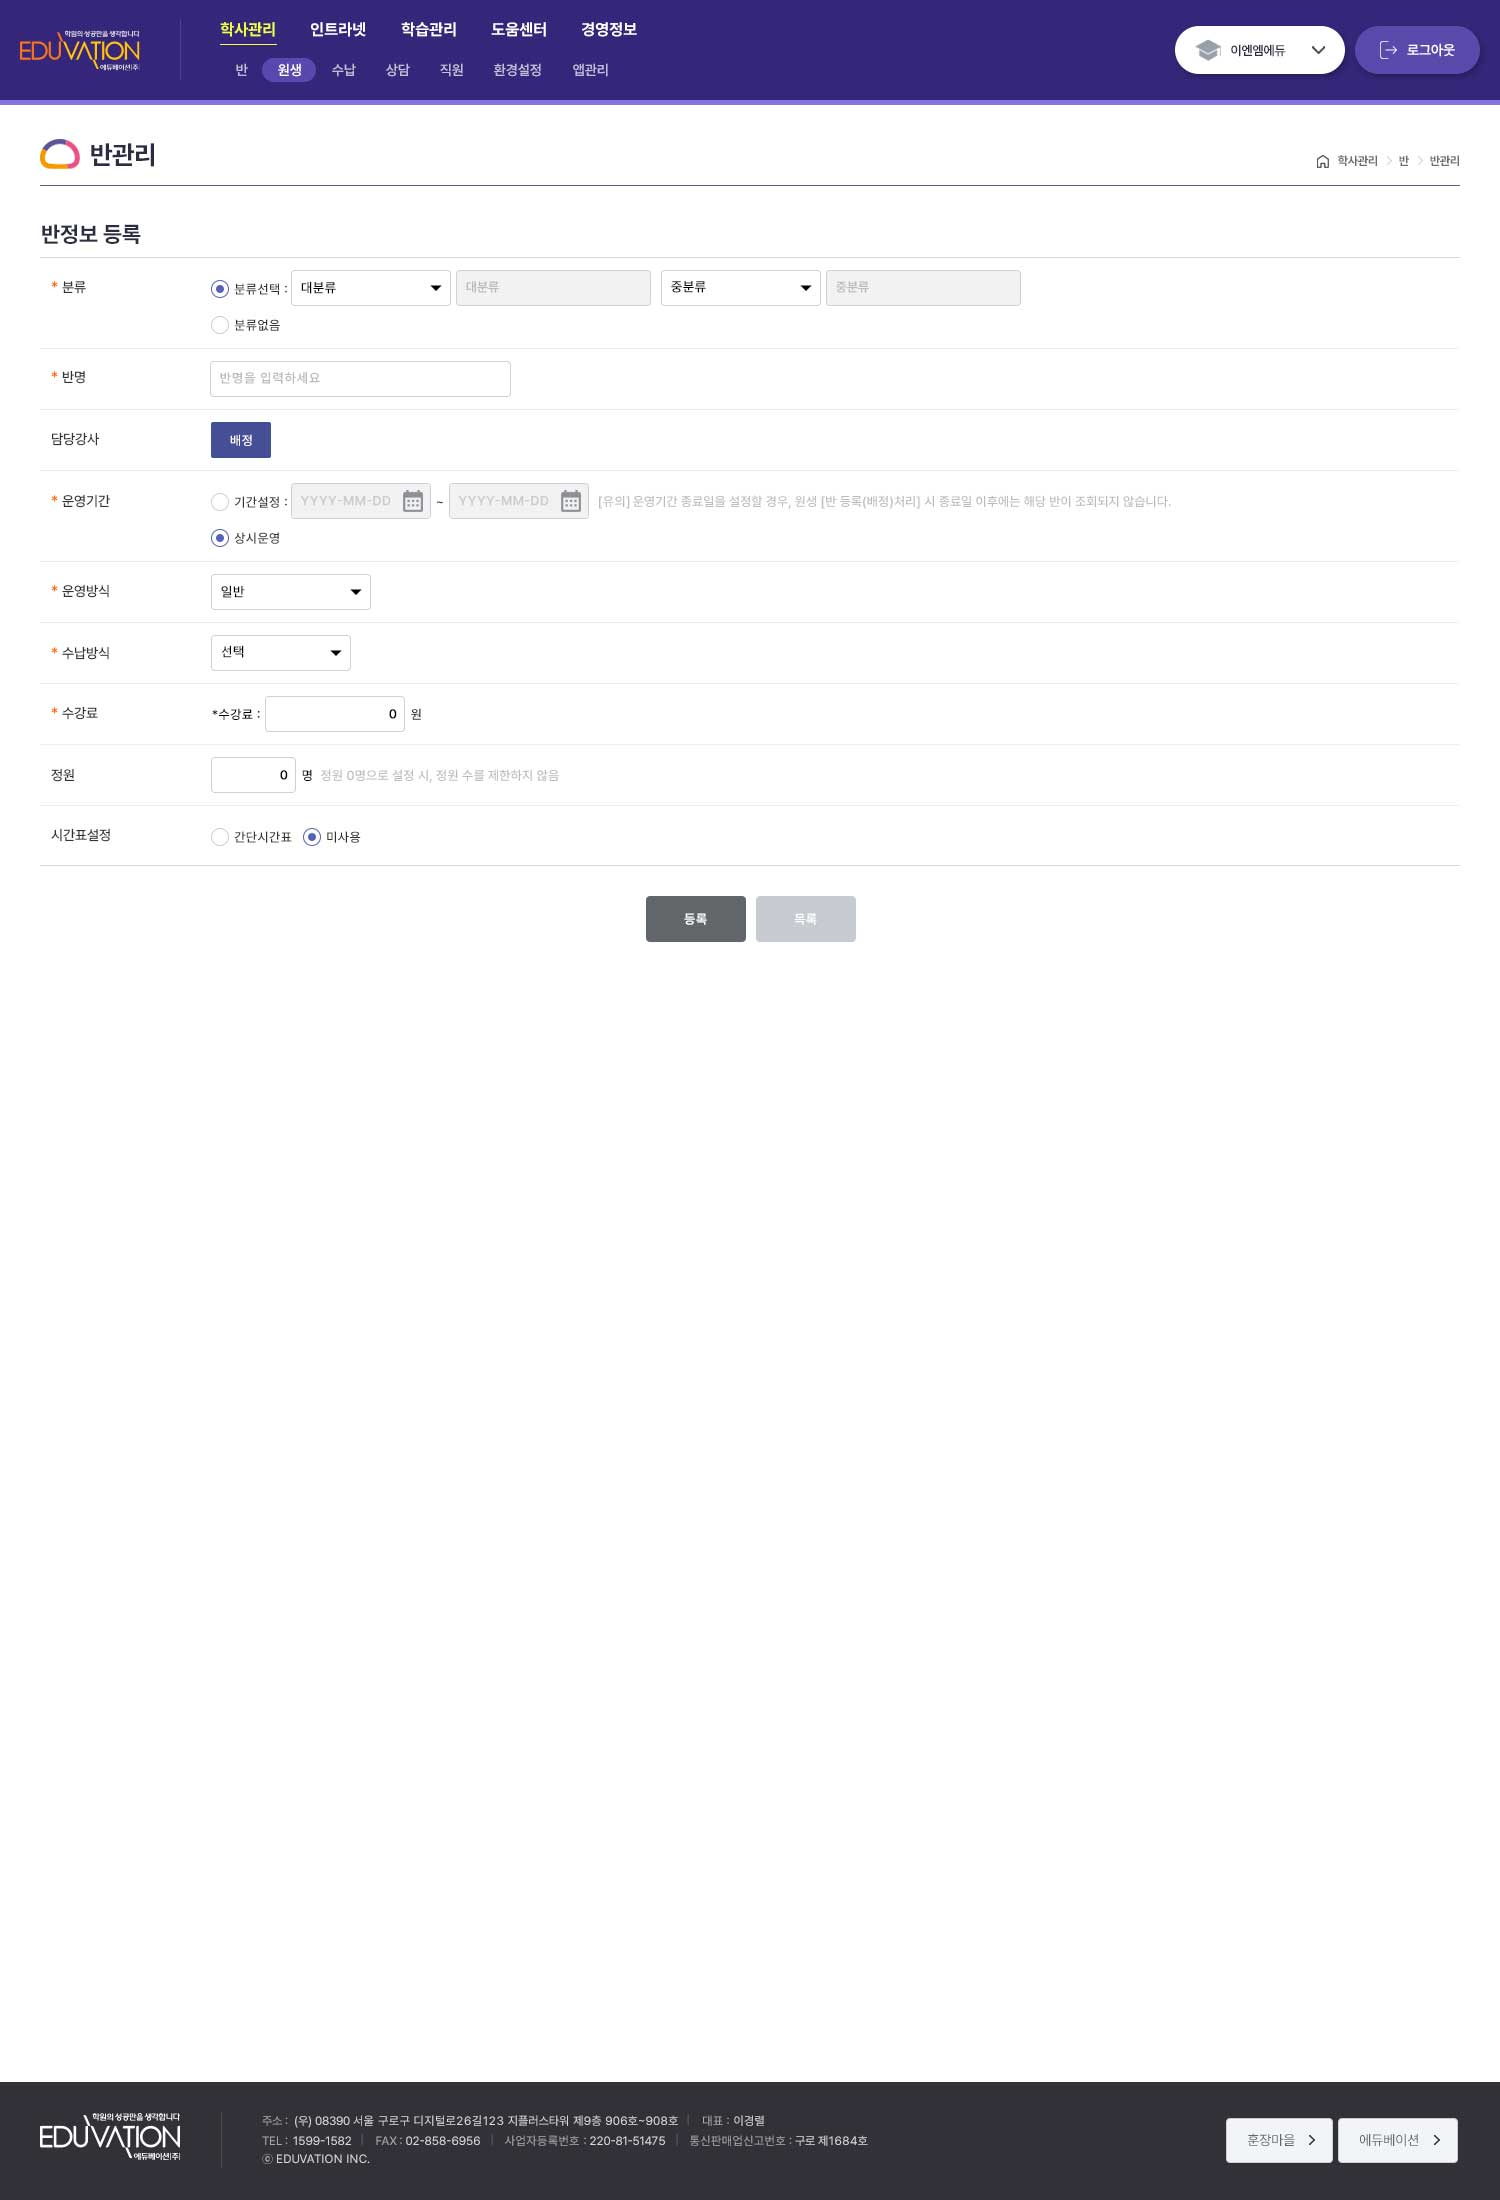 학원의 성공만을 생각합니다
EDUVATION
에듀베이션(주)
학사관리 인트라넷 학습관리 도움센터 경영정보
반 원생 수납 상담 직원 환경설정 앱관리
이엔엠에듀 로그아웃
반관리
학사관리 반 반관리
반정보 등록
* 분류 분류선택 : 대분류 대분류 중분류 중분류
분류없음
* 반명 반명을 입력하세요
담당강사 배정
* 운영기간 기간설정 : YYYY-MM-DD ~ YYYY-MM-DD [유의] 운영기간 종료일을 설정할 경우, 원생 [반 등록(배정)처리] 시 종료일 이후에는 해당 반이 조회되지 않습니다.
상시운영
* 운영방식 일반
* 수납방식 선택
* 수강료 *수강료 : 0 원
정원 0 명 정원 0명으로 설정 시, 정원 수를 제한하지 않음
시간표설정 간단시간표 미사용
등록 목록
학원의 성공만을 생각합니다
EDUVATION
에듀베이션(주)
주소 : (우) 08390 서울 구로구 디지털로26길123 지플러스타워 제9층 906호~908호 | 대표 : 이경렬
TEL : 1599-1582 | FAX : 02-858-6956 | 사업자등록번호 : 220-81-51475 | 통신판매업신고번호 : 구로 제1684호
ⓒ EDUVATION INC.
훈장마을 에듀베이션